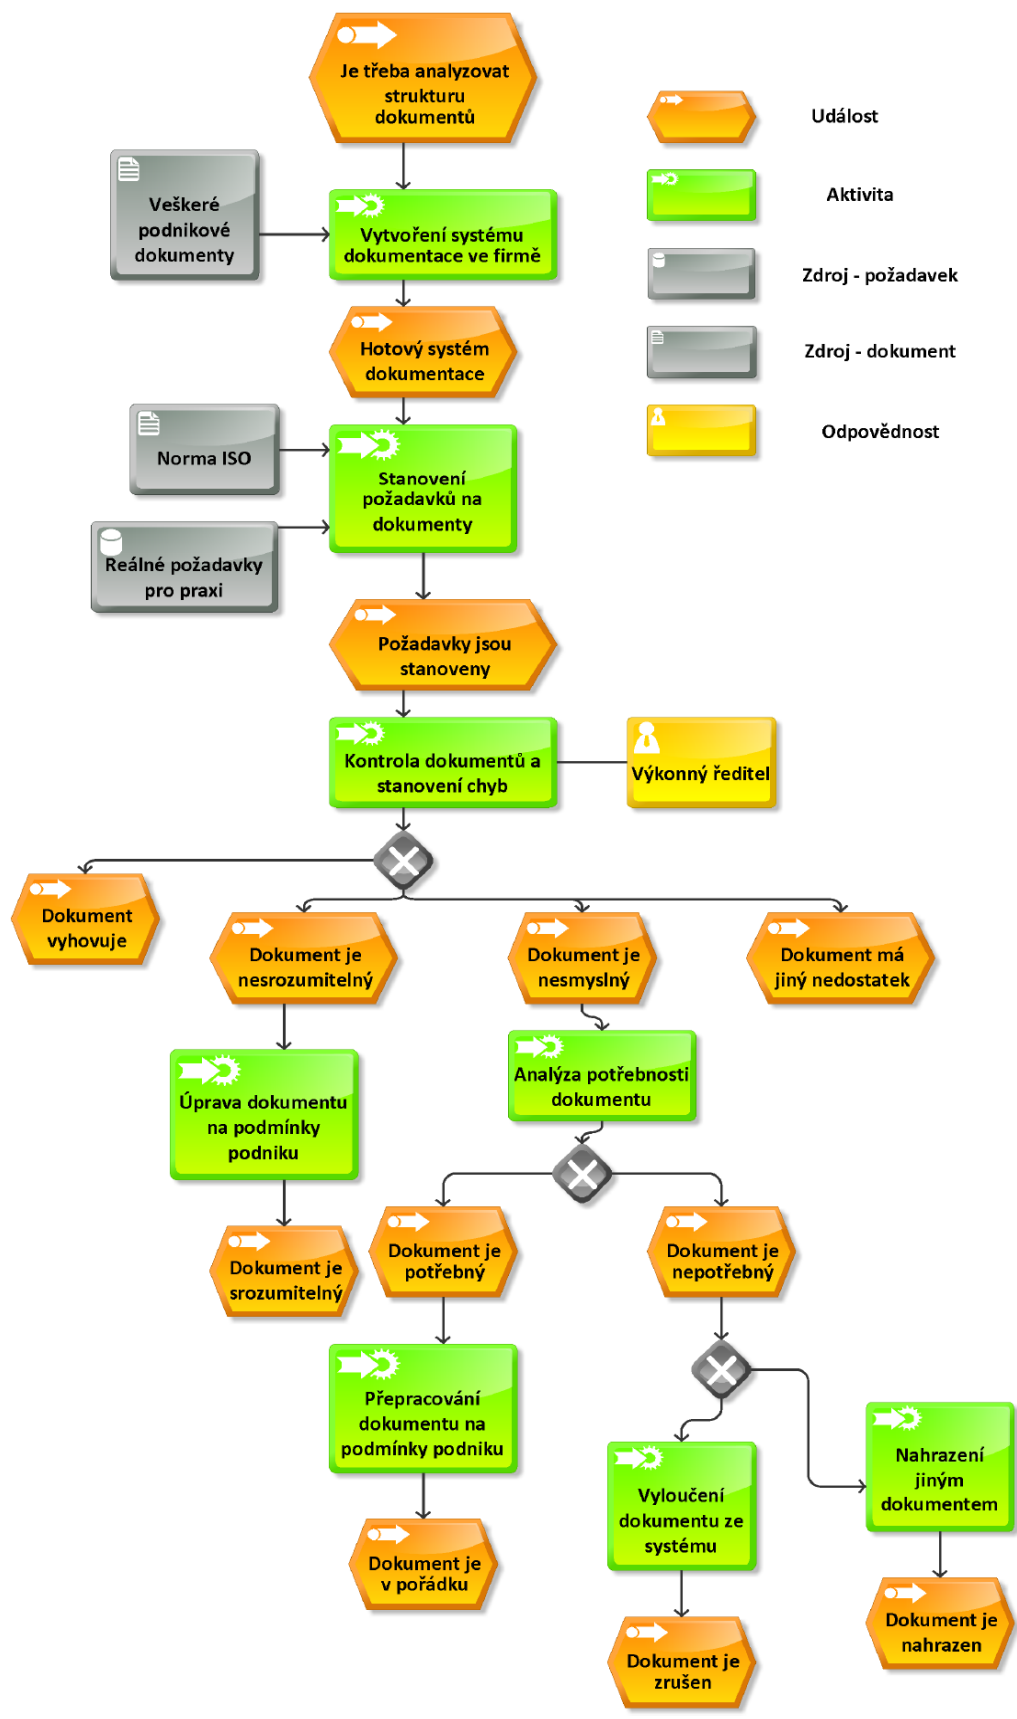 Je třeba analyzovat
strukturu
dokumentů
Událost
Aktivita
Zdroj - požadavek
Zdroj - dokument
Odpovědnost
Veškeré
podnikové
dokumenty
Vytvoření systému
dokumentace ve firmě
Hotový systém
dokumentace
Norma ISO
Reálné požadavky
pro praxi
Stanovení
požadavků na
dokumenty
Požadavky jsou
stanoveny
Kontrola dokumentů a
stanovení chyb
Výkonný ředitel
Dokument
vyhovuje
Dokument je
nesrozumitelný
Dokument je
nesmyslný
Dokument má
jiný nedostatek
Úprava dokumentu
na podmínky
podniku
Analýza potřebnosti
dokumentu
Dokument je
srozumitelný
Dokument je
potřebný
Dokument je
nepotřebný
Přepracování
dokumentu na
podmínky podniku
Vyloučení
dokumentu ze
systému
Nahrazení
jiným
dokumentem
Dokument je
v pořádku
Dokument je
zrušen
Dokument je
nahrazen